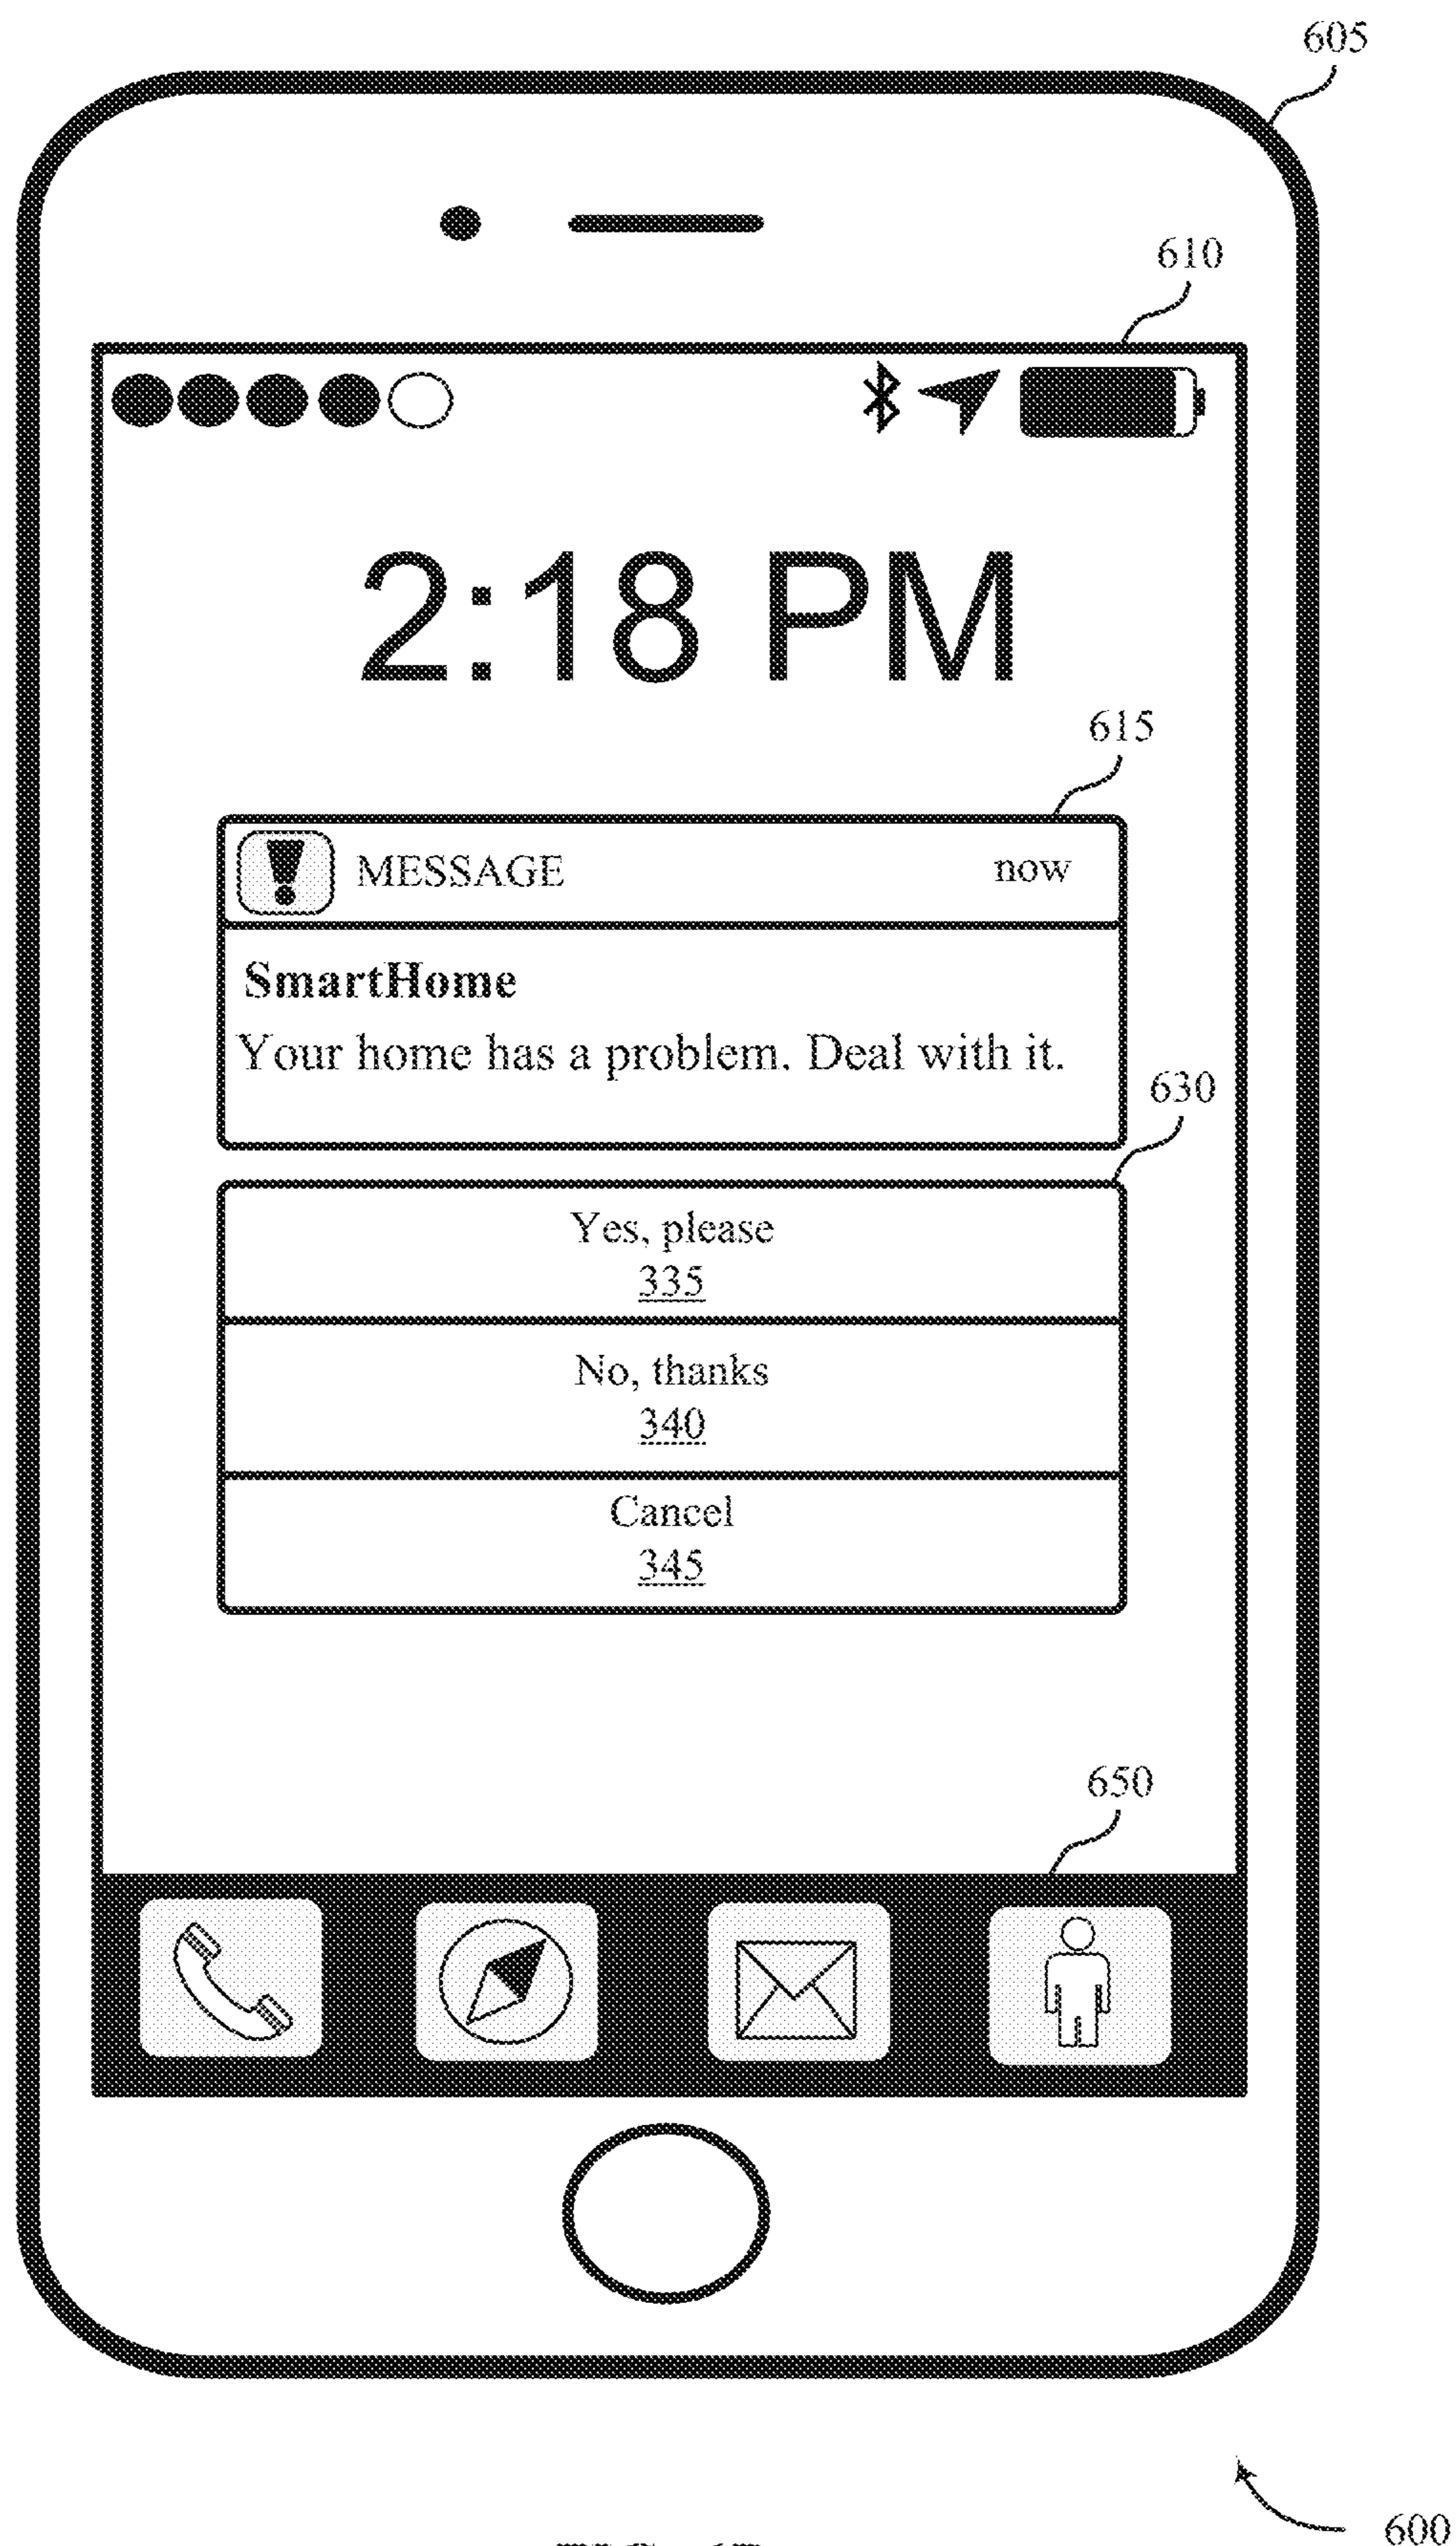 605
610
2:18 PM
615
MESSAGE now
SmartHome
Your home has a problem. Deal with it.
630
Yes, please
335
No, thanks
340
Cancel
345
650
600